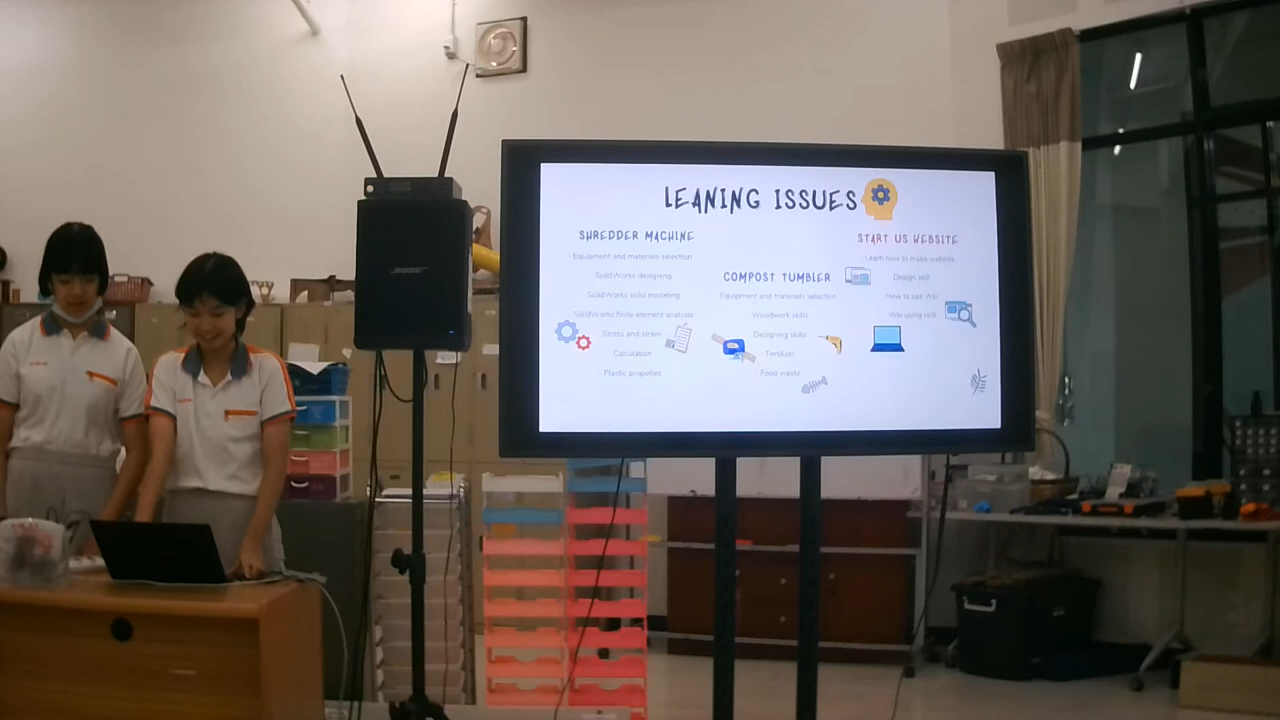 LEANING ISSUES
SHREDDER MACHINE
- Equipment and materials selection
- SolidWorks designing
- SolidWorks solid modeling
SolidWorks finite element analysis
Stress and strain
Calculation
- Plastic propeties
COMPOST TUMBLER
Equipment and materials selection
- Woodwork skills
- Designing skills
- Fertilizer
Food waste
START US WEBSITE
- Learn how to make website
Design skill
How to use Wix
Wix using skill
BOSE